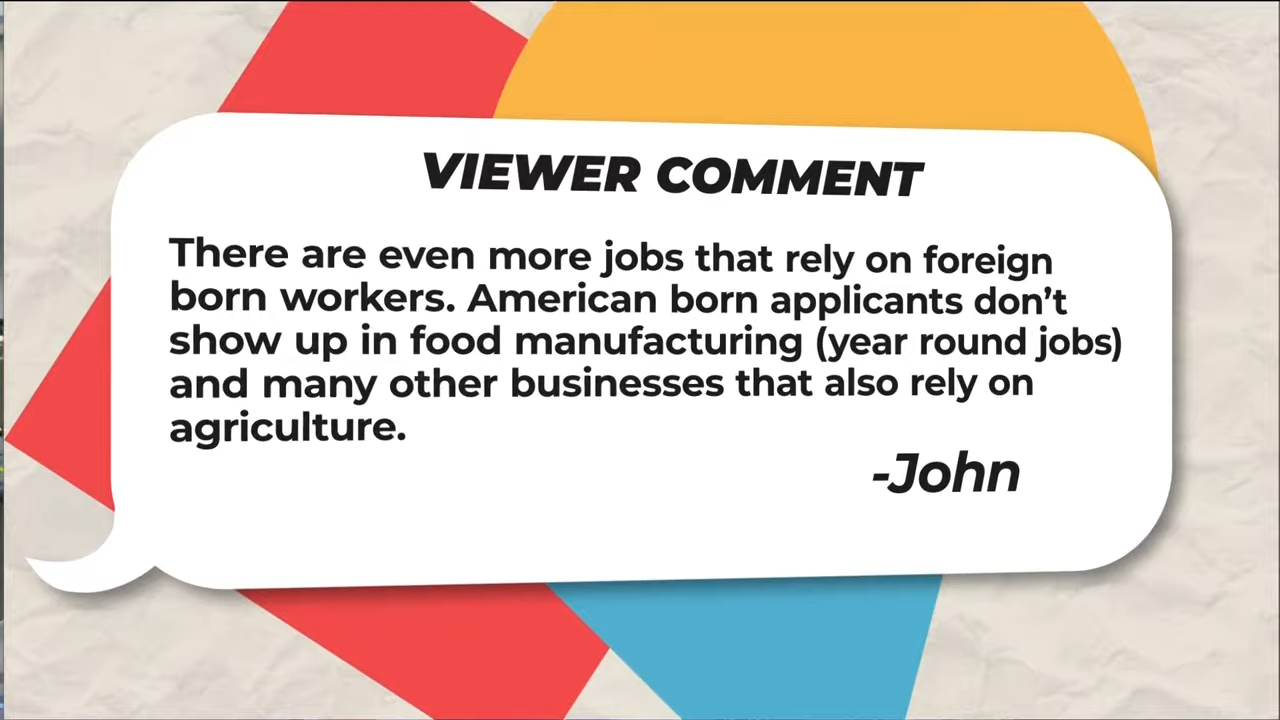 VIEWER COMMENT
There are even more jobs that rely on foreign
born workers. American born applicants don’t
show up in food manufacturing (year round jobs)
and many other businesses that also rely on
agriculture.
-John